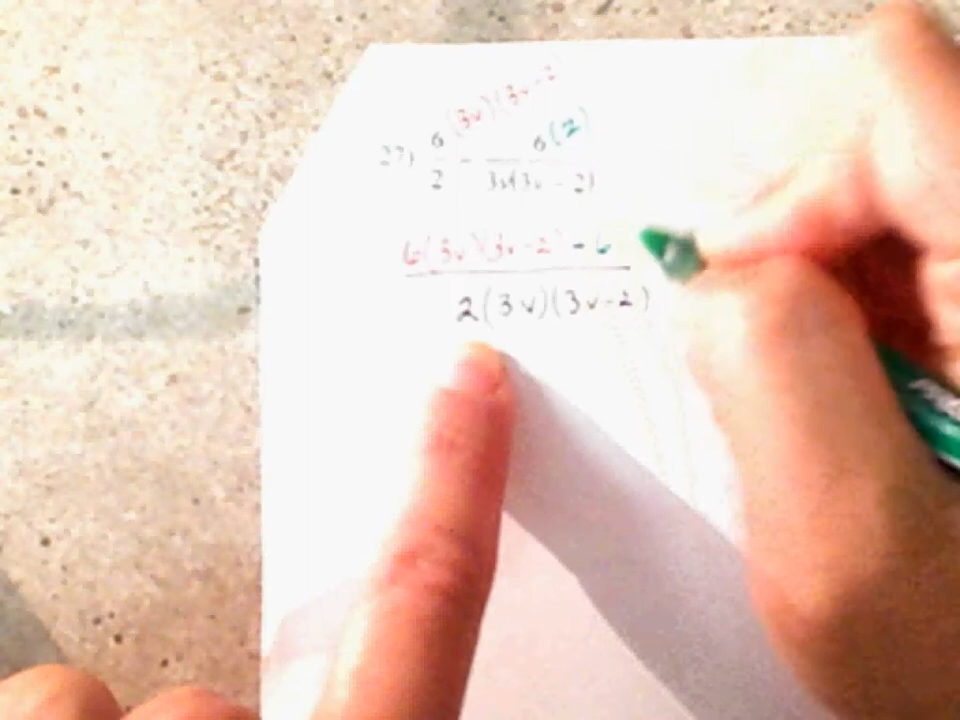 (3v)(3v-2)
27) 6/2 - 6(2)/3v(3v - 2)
6(3v)(3v-2) - 6
2(3v)(3v-2)